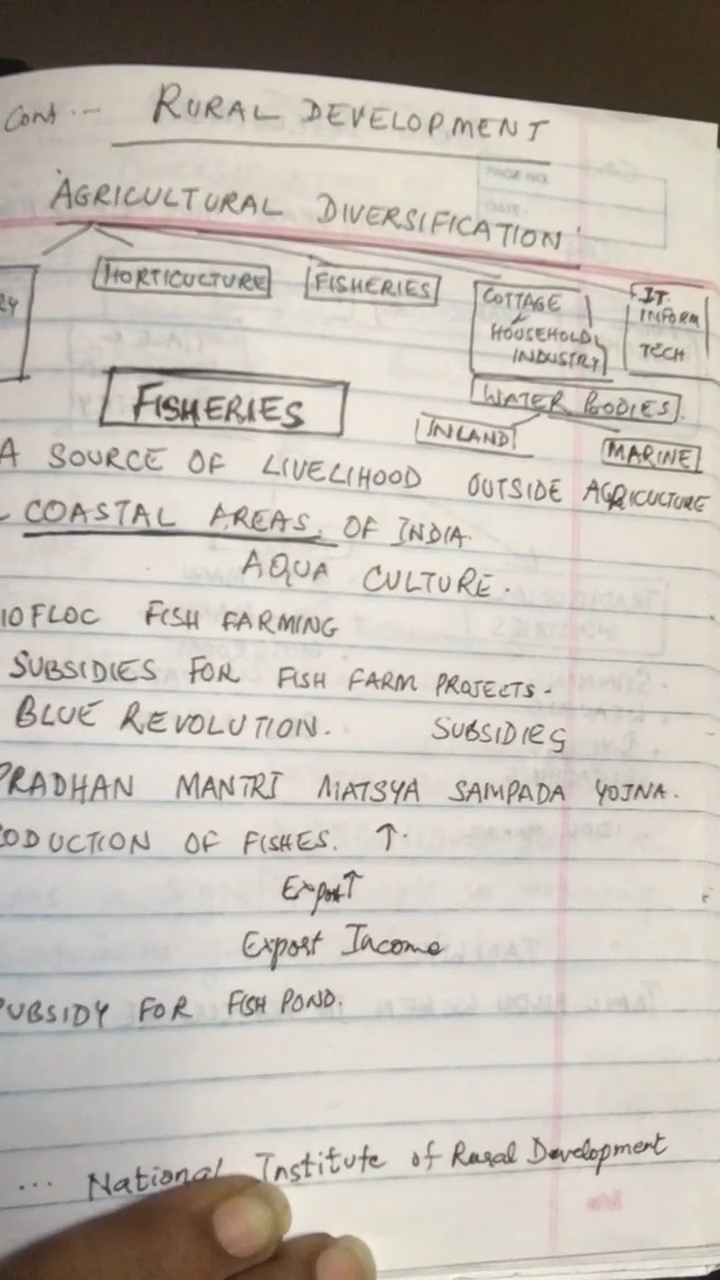 Cont.-- RURAL DEVELOPMENT
AGRICULTURAL DIVERSIFICATION
HORTICULTURE FISHERIES COTTAGE HOUSEHOLD INDUSTRY I.T. INFORM TECH
FISHERIES
WATER BODIES.
INLAND MARINE
A SOURCE OF LIVELIHOOD OUTSIDE AGRICULTURE
COASTAL AREAS. OF INDIA.
AQUA CULTURE.
IOFLOC FISH FARMING
SUBSIDIES FOR FISH FARM PROJECTS.
BLUE REVOLUTION. SUBSIDIES
PRADHAN MANTRI MATSYA SAMPADA YOJNA.
ODUCTION OF FISHES. ↑.
Export↑
Export Income
SUBSIDY FOR FISH POND.
... National Institute of Rural Development